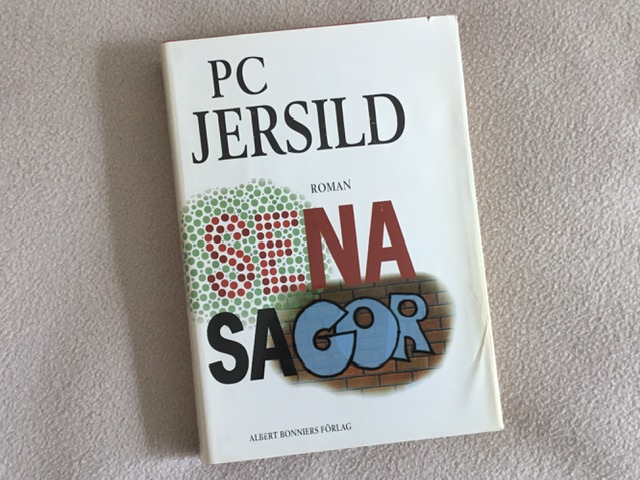 PC
JERSILD
ROMAN
SENA
SAGOR
ALBERT BONNIERS FÖRLAG